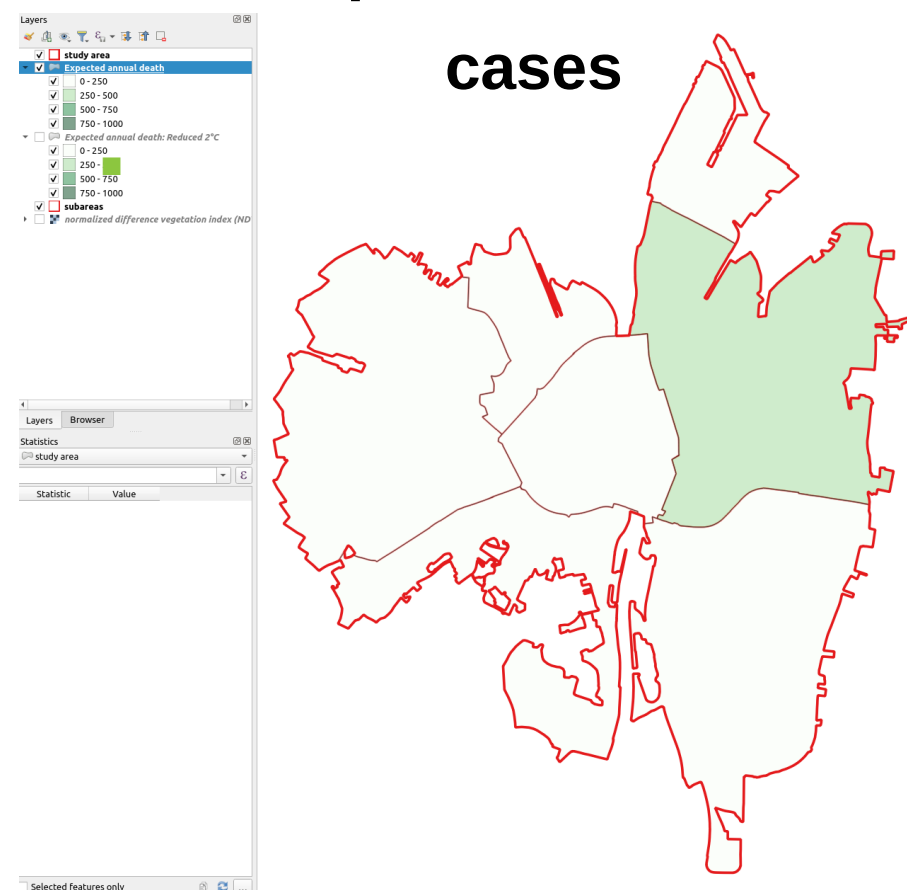 cases
Layers
study area
Expected annual death
0 - 250
250 - 500
500 - 750
750 - 1000
Expected annual death: Reduced 2°C
0 - 250
250 -
500 - 750
750 - 1000
subareas
normalized difference vegetation index (ND
Layers Browser
Statistics
study area
ε
Statistic Value
Selected features only
...